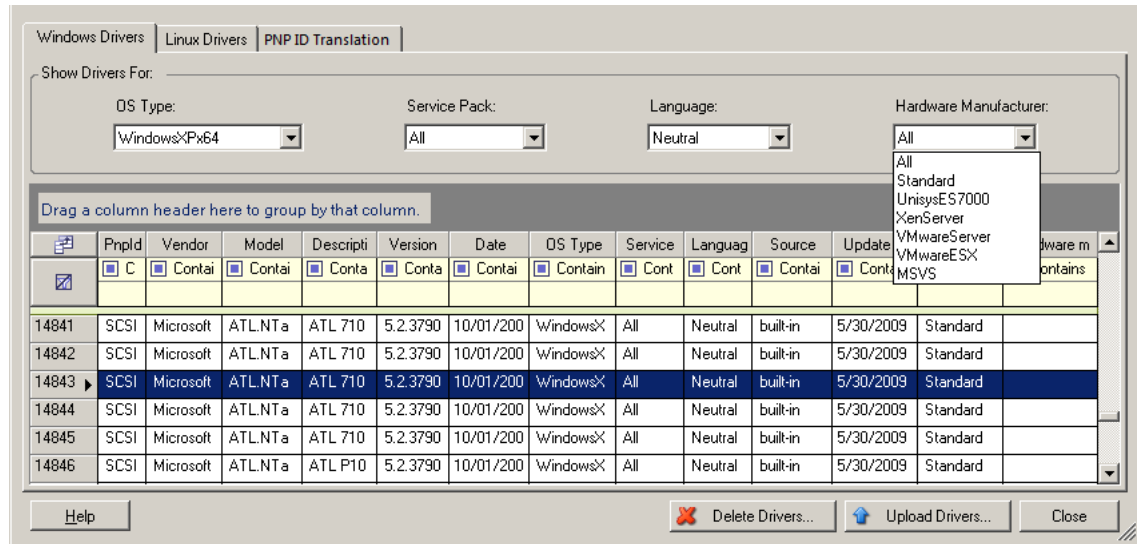 Windows Drivers Linux Drivers PNP ID Translation
Show Drivers For:
OS Type: Service Pack: Language: Hardware Manufacturer:
WindowsXPx64 All Neutral All
All
Standard
UnisysES7000
XenServer
VMwareServer
VMwareESX
MSVS
Drag a column header here to group by that column.
PnpId Vendor Model Descripti Version Date OS Type Service Languag Source Update dware m
C Contai Contai Conta Conta Contai Contain Cont Cont Contai Conta ontains
14841 SCSI Microsoft ATL.NTa ATL 710 5.2.3790 10/01/200 WindowsX All Neutral built-in 5/30/2009 Standard
14842 SCSI Microsoft ATL.NTa ATL 710 5.2.3790 10/01/200 WindowsX All Neutral built-in 5/30/2009 Standard
14843 SCSI Microsoft ATL.NTa ATL 710 5.2.3790 10/01/200 WindowsX All Neutral built-in 5/30/2009 Standard
14844 SCSI Microsoft ATL.NTa ATL 710 5.2.3790 10/01/200 WindowsX All Neutral built-in 5/30/2009 Standard
14845 SCSI Microsoft ATL.NTa ATL 710 5.2.3790 10/01/200 WindowsX All Neutral built-in 5/30/2009 Standard
14846 SCSI Microsoft ATL.NTa ATL P10 5.2.3790 10/01/200 WindowsX All Neutral built-in 5/30/2009 Standard
Help Delete Drivers... Upload Drivers... Close